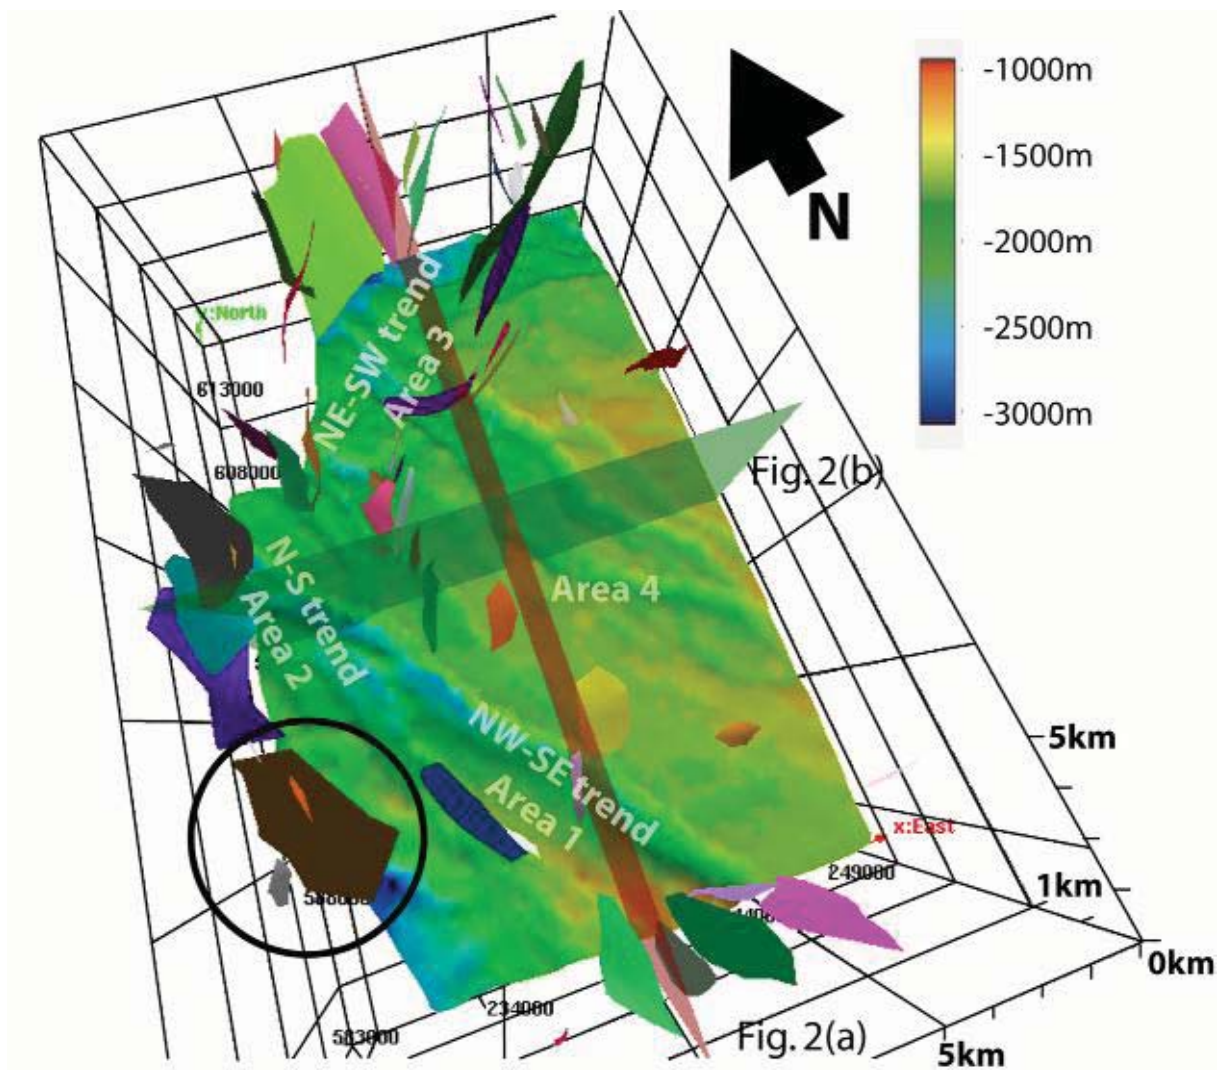 -1000m
-1500m
-2000m
-2500m
-3000m
N
y:North
613000
608000
NE-SW trend
Area 3
Fig. 2(b)
N-S trend
Area 2
Area 4
NW-SE trend
Area 1
5km
x:East
249000
1km
0km
234000
583000
Fig. 2(a)
5km